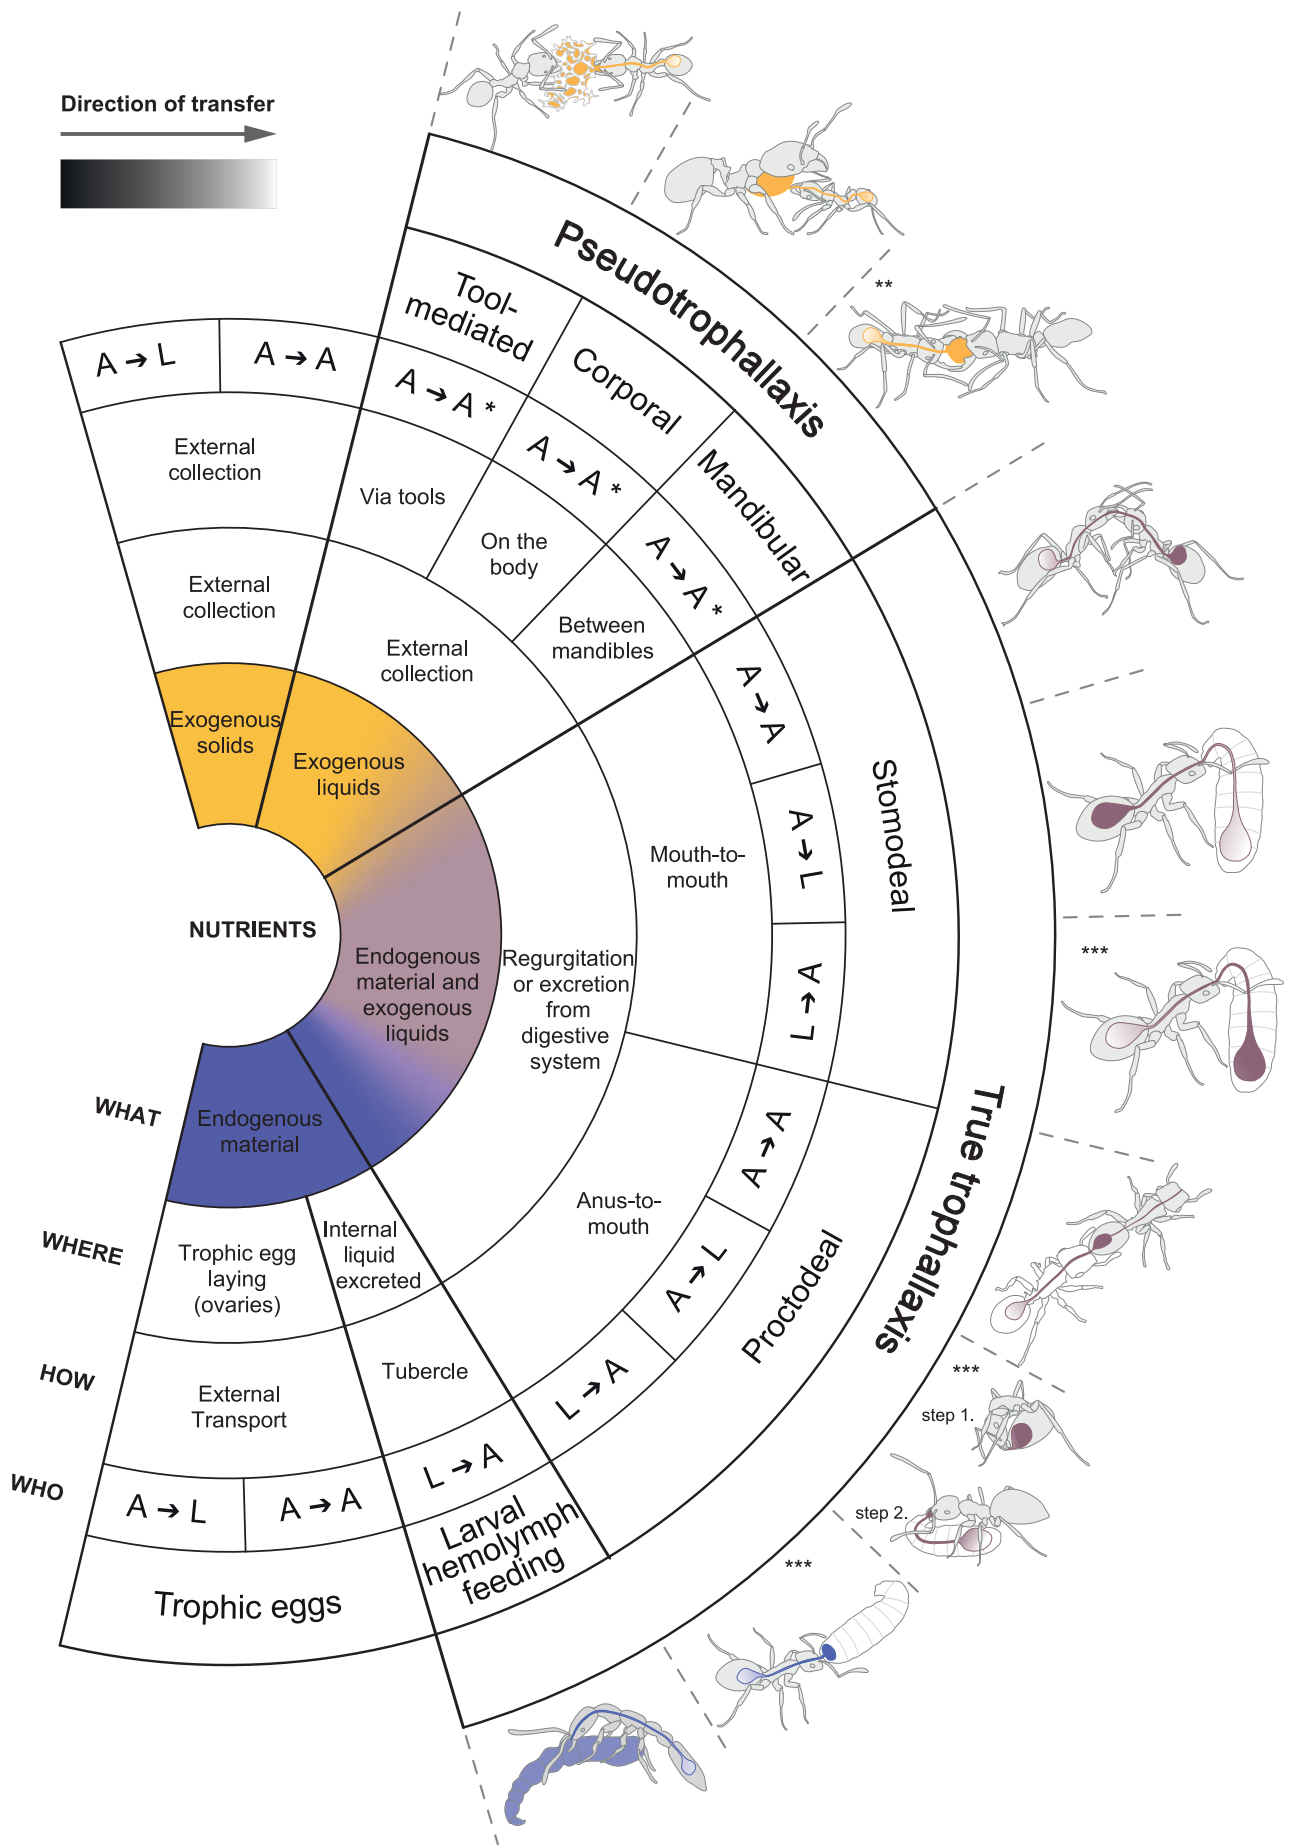 Direction of transfer
Pseudotrophallaxis
Tool-
mediated
Corporal
Mandibular
**
A ➔ L
A ➔ A
A ➔ A *
A ➔ A *
A ➔ A *
External
collection
Via tools
On the
body
Between
mandibles
External
collection
External
collection
Exogenous
solids
Exogenous
liquids
NUTRIENTS
Endogenous
material and
exogenous
liquids
Endogenous
material
Regurgitation
or excretion
from
digestive
system
Mouth-to-
mouth
A ➔ A
A ➔ L
L ➔ A
Stomodeal
True trophallaxis
***
Anus-to-
mouth
A ➔ A
A ➔ L
L ➔ A
Proctodeal
***
step 1.
step 2.
***
WHAT
WHERE
HOW
WHO
Trophic egg
laying
(ovaries)
Internal
liquid
excreted
External
Transport
Tubercle
A ➔ L
A ➔ A
L ➔ A
Trophic eggs
Larval
hemolymph
feeding